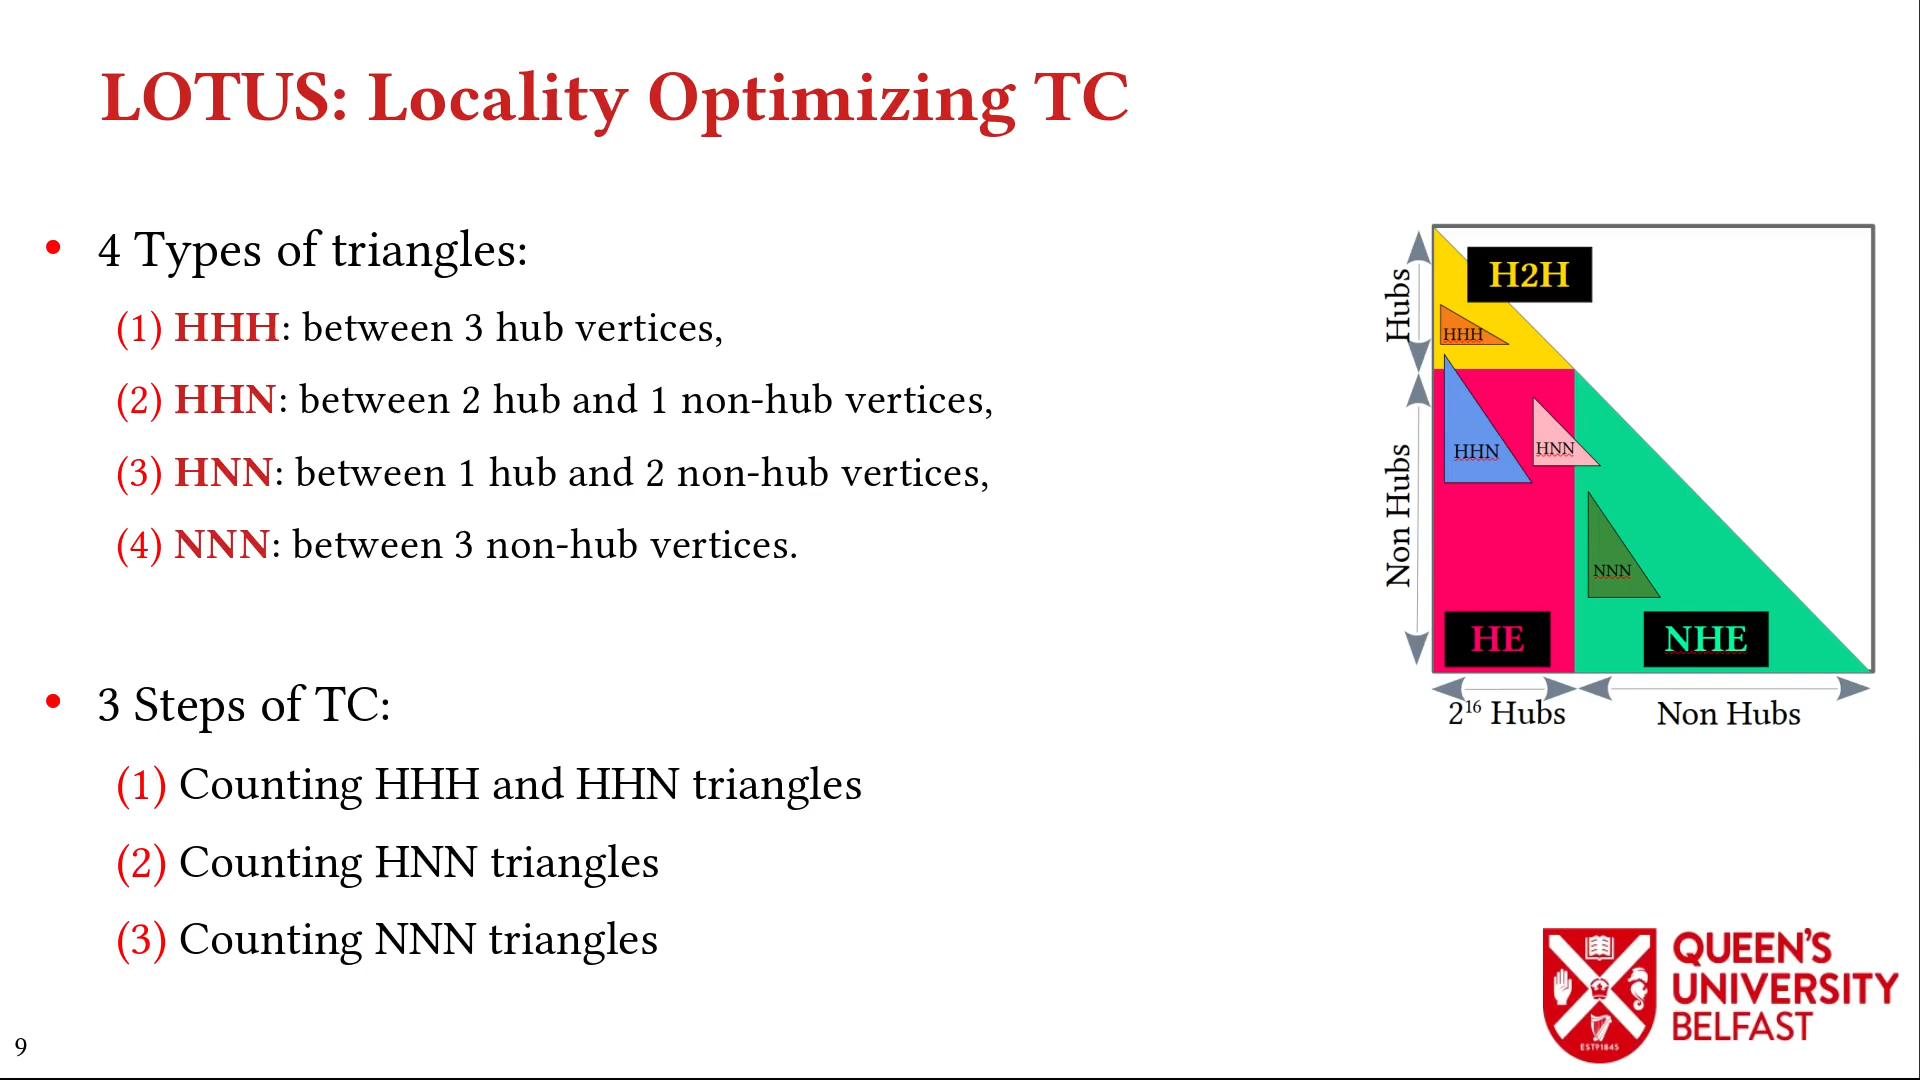 LOTUS: Locality Optimizing TC
• 4 Types of triangles:
(1) HHH: between 3 hub vertices,
(2) HHN: between 2 hub and 1 non-hub vertices,
(3) HNN: between 1 hub and 2 non-hub vertices,
(4) NNN: between 3 non-hub vertices.
• 3 Steps of TC:
(1) Counting HHH and HHN triangles
(2) Counting HNN triangles
(3) Counting NNN triangles
Hubs
H2H
HHH
Non Hubs
HHN
HNN
NNN
HE
NHE
2¹⁶ Hubs
Non Hubs
QUEEN'S
UNIVERSITY
BELFAST
ESTD1845
9